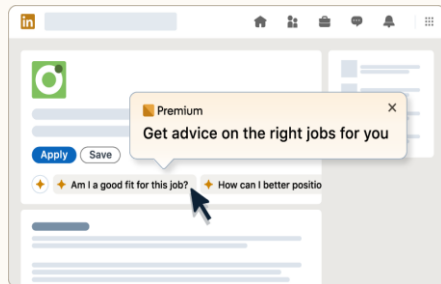 in
Premium
Get advice on the right jobs for you
Apply Save
Am I a good fit for this job? How can I better positio